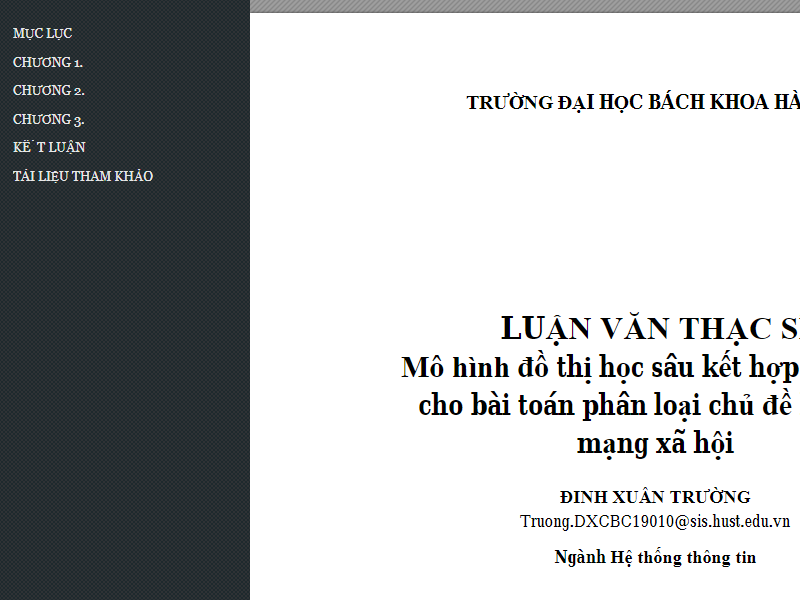 MỤC LỤC
CHƯƠNG 1.
CHƯƠNG 2.
CHƯƠNG 3.
KẾT LUẬN
TÀI LIỆU THAM KHẢO
TRƯỜNG ĐẠI HỌC BÁCH KHOA HÀ
LUẬN VĂN THẠC S
Mô hình đồ thị học sâu kết hợp
cho bài toán phân loại chủ đề
mạng xã hội
ĐINH XUÂN TRƯỜNG
Truong.DXCBC19010@sis.hust.edu.vn
Ngành Hệ thống thông tin